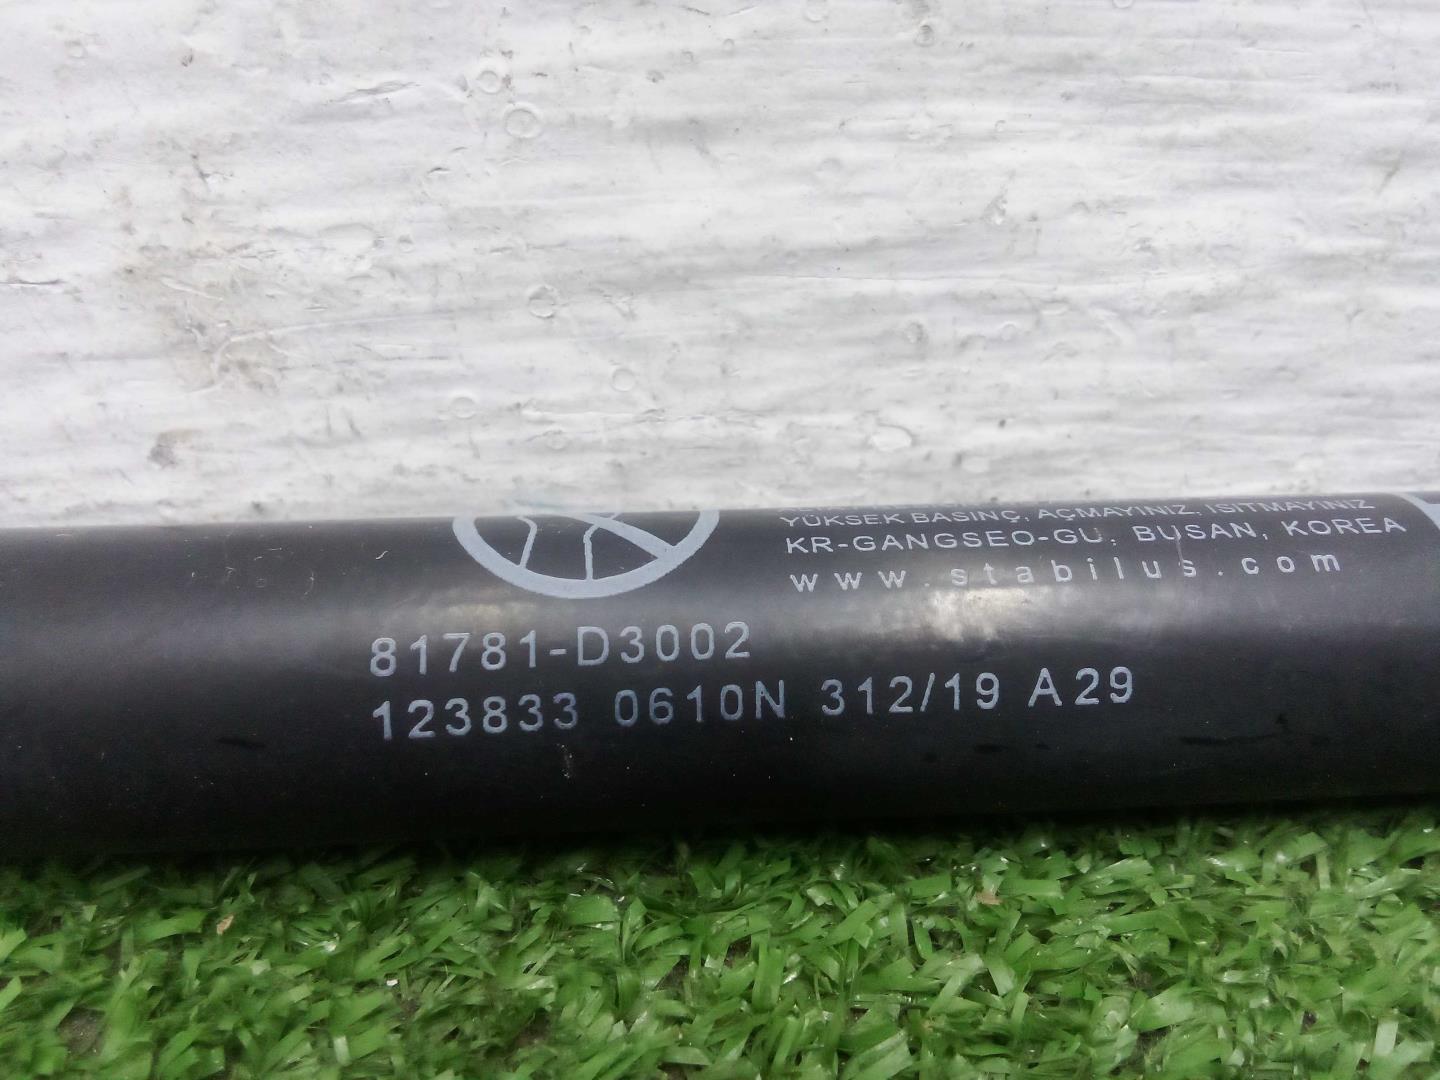 YÜKSEK BASINÇ, AÇMAYINIZ, ISITMAYINIZ
KR-GANGSEO-GU, BUSAN, KOREA
www.stabilus.com
81781-D3002
123833 0610N 312/19 A29